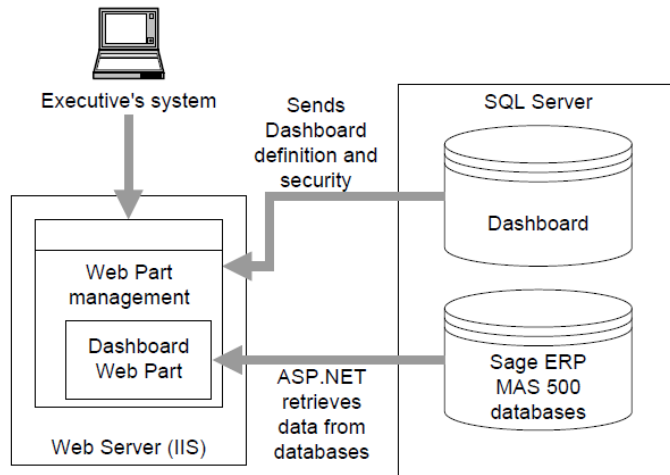 Executive's system
Sends
Dashboard
definition and
security
SQL Server
Dashboard
Web Part
management
Dashboard
Web Part
Web Server (IIS)
ASP.NET
retrieves
data from
databases
Sage ERP
MAS 500
databases